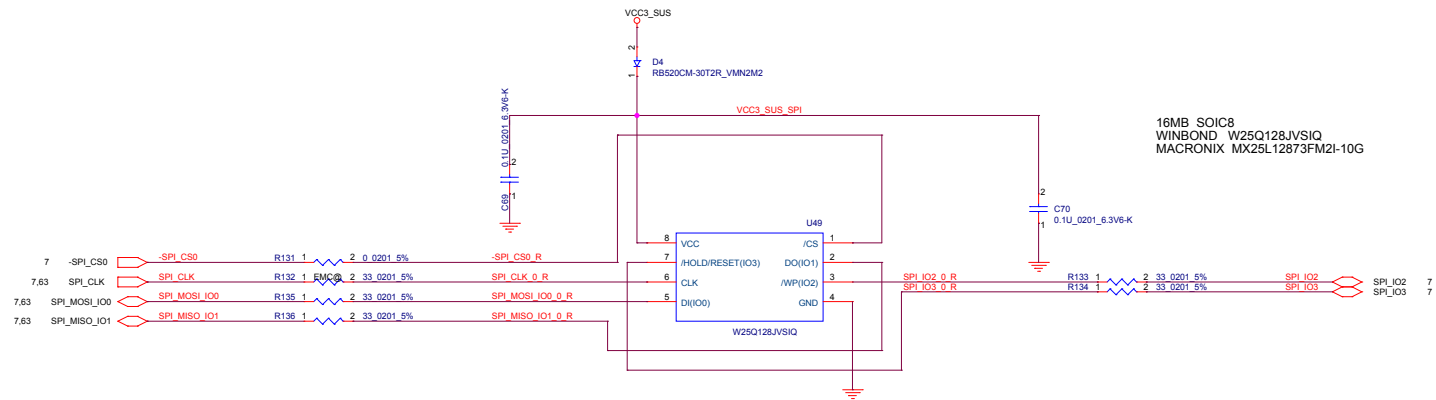 VCC3_SUS
2
D4
RB520CM-30T2R_VMN2M2
1
VCC3_SUS_SPI
0.1U_0201_6.3V6-K
2
1
C69
16MB SOIC8
WINBOND W25Q128JVSIQ
MACRONIX MX25L12873FM2I-10G
2
C70
0.1U_0201_6.3V6-K
1
U49
8 VCC /CS 1
7 /HOLD/RESET(IO3) DO(IO1) 2
6 CLK /WP(IO2) 3
5 DI(IO0) GND 4
W25Q128JVSIQ
7 -SPI_CS0 -SPI_CS0 R131 1 2 0_0201_5% -SPI_CS0_R
7,63 SPI_CLK SPI_CLK R132 1 EMC@ 2 33_0201_5% SPI_CLK_0_R
7,63 SPI_MOSI_IO0 SPI_MOSI_IO0 R135 1 2 33_0201_5% SPI_MOSI_IO0_0_R
7,63 SPI_MISO_IO1 SPI_MISO_IO1 R136 1 2 33_0201_5% SPI_MISO_IO1_0_R
SPI_IO2_0_R R133 1 2 33_0201_5% SPI_IO2 SPI_IO2 7
SPI_IO3_0_R R134 1 2 33_0201_5% SPI_IO3 SPI_IO3 7